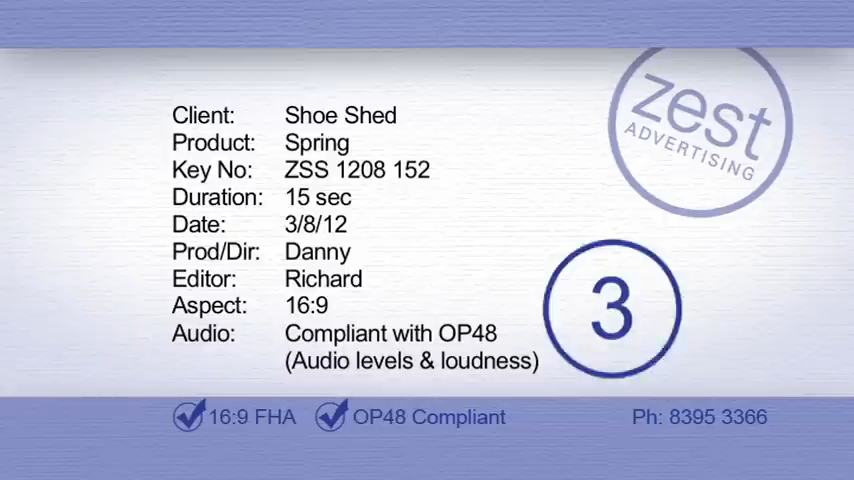 zest
ADVERTISING
Client: Shoe Shed
Product: Spring
Key No: ZSS 1208 152
Duration: 15 sec
Date: 3/8/12
Prod/Dir: Danny
Editor: Richard
Aspect: 16:9
Audio: Compliant with OP48
(Audio levels & loudness)
3
16:9 FHA OP48 Compliant Ph: 8395 3366